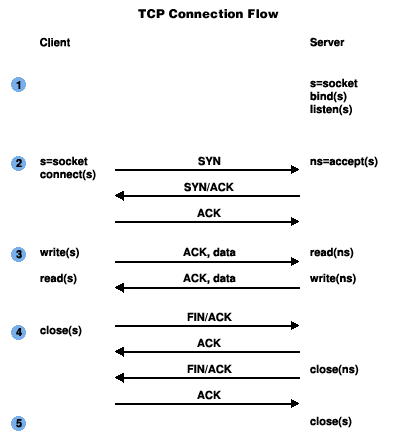 TCP Connection Flow
Client Server
1 s=socket
bind(s)
listen(s)
2 s=socket SYN ns=accept(s)
connect(s)
SYN/ACK
ACK
3 write(s) ACK, data read(ns)
read(s) ACK, data write(ns)
FIN/ACK
4 close(s)
ACK
FIN/ACK close(ns)
ACK
5 close(s)